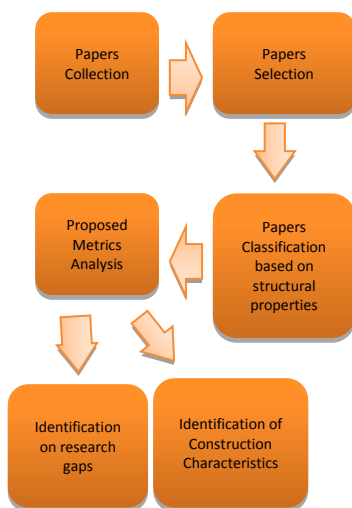 Papers
Collection
Papers
Selection
Proposed
Metrics
Analysis
Papers
Classification
based on
structural
properties
Identification
on research
gaps
Identification of
Construction
Characteristics